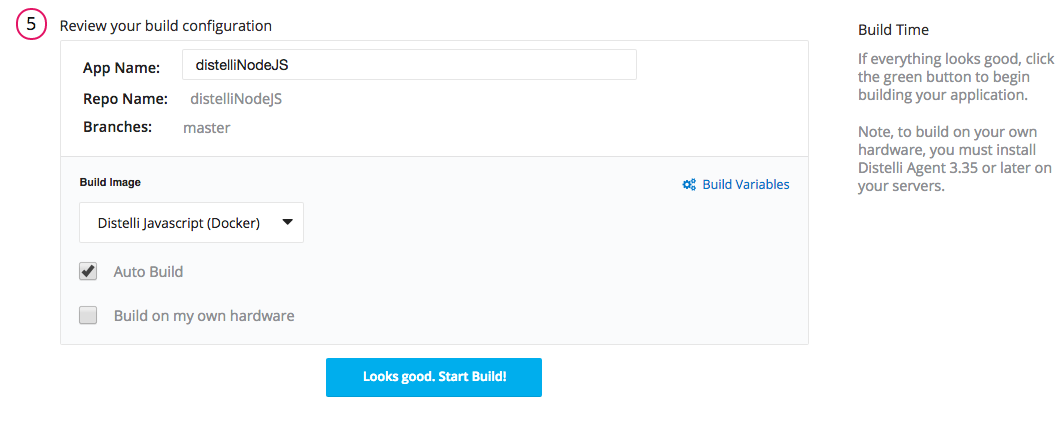 5 Review your build configuration
App Name: distelliNodeJS
Repo Name: distelliNodeJS
Branches: master
Build Image
Build Variables
Distelli Javascript (Docker)
Auto Build
Build on my own hardware
Looks good. Start Build!
Build Time
If everything looks good, click
the green button to begin
building your application.
Note, to build on your own
hardware, you must install
Distelli Agent 3.35 or later on
your servers.